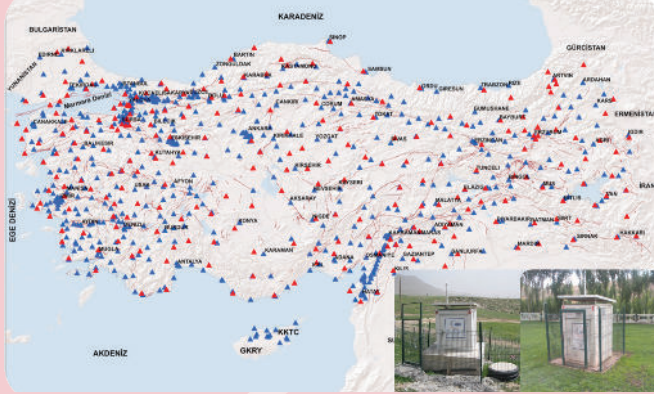 KARADENİZ
BULGARİSTAN
SİNOP
GÜRCİSTAN
KIRKLARELİ
EDİRNE
BARTIN
YUNANİSTAN
ZONGULDAK
KASTAMONU
KARABÜK
SAMSUN
ARTVİN
ARDAHAN
TEKİRDAĞ
ORDU
GİRESUN
TRABZON
RİZE
KARS
Marmara Denizi
ÇANKIRI
ÇORUM
AMASYA
TOKAT
GÜMÜŞHANE
BAYBURT
ERMENİSTAN
ÇANAKKALE
ANKARA
KIRIKKALE
YOZGAT
SİVAS
ERZİNCAN
ERZURUM
IĞDIR
BALIKESİR
ESKİŞEHİR
KÜTAHYA
AĞRI
KIRŞEHİR
TUNCELİ
BİNGÖL
MUŞ
İRAN
MANİSA
UŞAK
AFYON
KAYSERİ
NEVŞEHİR
ELAZIĞ
BİTLİS
VAN
EGE DENİZİ
AKSARAY
MALATYA
KONYA
NİĞDE
DİYARBAKIR
BATMAN
SİİRT
KAHRAMANMARAŞ
ADIYAMAN
HAKKARİ
MUĞLA
KARAMAN
ADANA
OSMANİYE
GAZİANTEP
ŞANLIURFA
MARDİN
ŞIRNAK
ANTALYA
KİLİS
HATAY
KKTC
GKRY
AKDENİZ